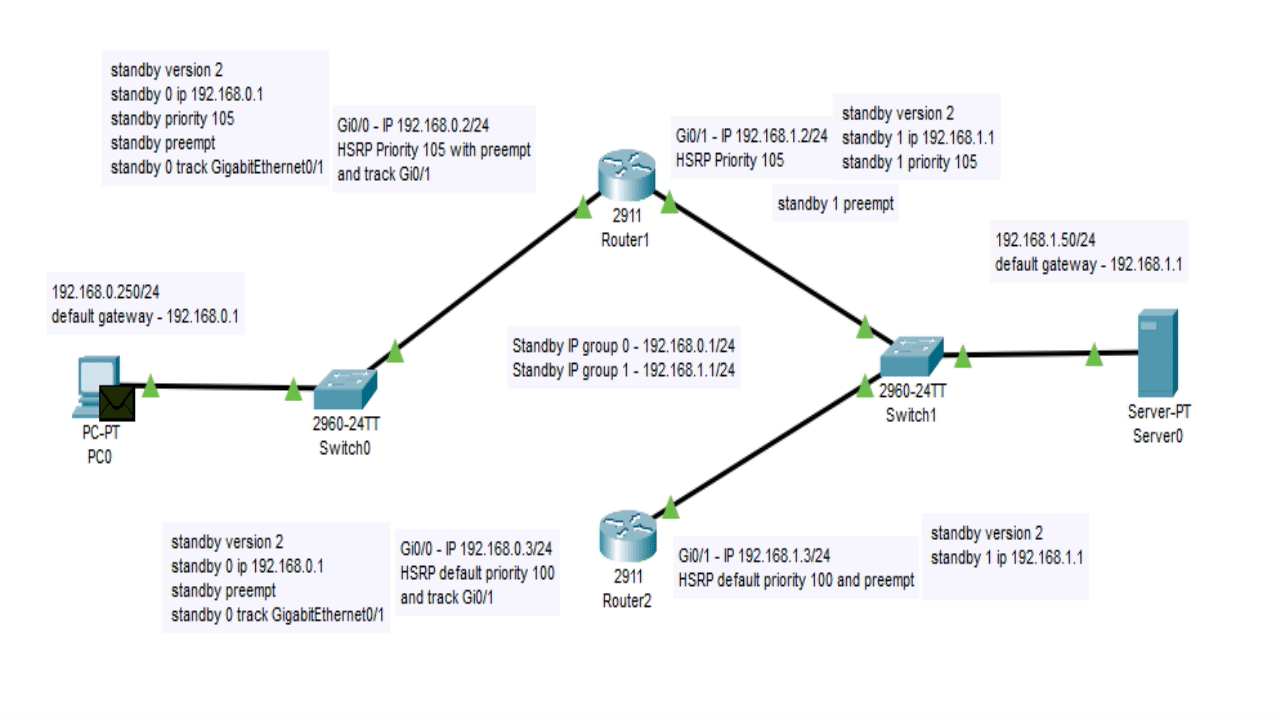 standby version 2
standby 0 ip 192.168.0.1
standby priority 105
standby preempt
standby 0 track GigabitEthernet0/1
Gi0/0 - IP 192.168.0.2/24
HSRP Priority 105 with preempt
and track Gi0/1
Gi0/1 - IP 192.168.1.2/24
HSRP Priority 105
standby version 2
standby 1 ip 192.168.1.1
standby 1 priority 105
standby 1 preempt
2911
Router1
192.168.1.50/24
default gateway - 192.168.1.1
192.168.0.250/24
default gateway - 192.168.0.1
Standby IP group 0 - 192.168.0.1/24
Standby IP group 1 - 192.168.1.1/24
PC-PT
PC0
2960-24TT
Switch0
2960-24TT
Switch1
Server-PT
Server0
standby version 2
standby 0 ip 192.168.0.1
standby preempt
standby 0 track GigabitEthernet0/1
Gi0/0 - IP 192.168.0.3/24
HSRP default priority 100
and track Gi0/1
2911
Router2
Gi0/1 - IP 192.168.1.3/24
HSRP default priority 100 and preempt
standby version 2
standby 1 ip 192.168.1.1